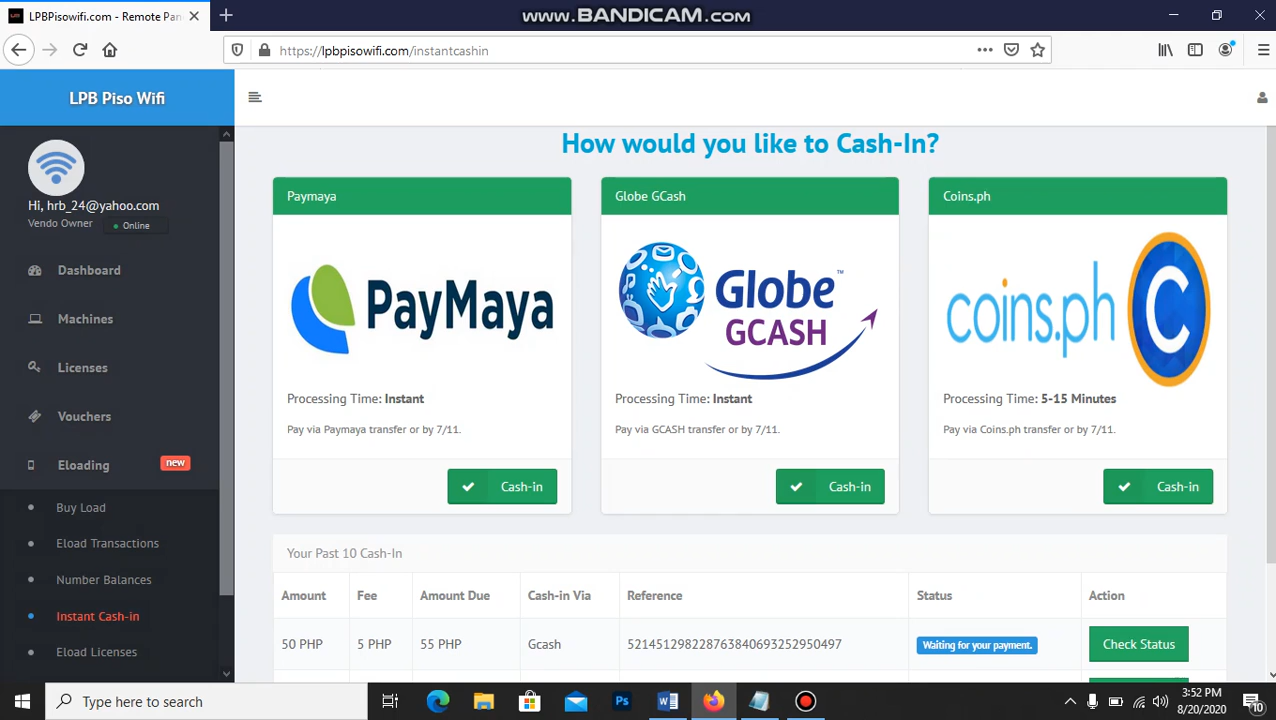 LPBPisowifi.com - Remote Pan
www.BANDICAM.com
https://lpbpisowifi.com/instantcashin
LPB Piso Wifi
Hi, hrb_24@yahoo.com
Vendo Owner
Online
Dashboard
Machines
Licenses
Vouchers
Eloading
new
Buy Load
Eload Transactions
Number Balances
Instant Cash-in
Eload Licenses
How would you like to Cash-In?
Paymaya
PayMaya
Processing Time: Instant
Pay via Paymaya transfer or by 7/11.
Cash-in
Globe GCash
Globe™
GCASH
Processing Time: Instant
Pay via GCASH transfer or by 7/11.
Cash-in
Coins.ph
coins.ph C
Processing Time: 5-15 Minutes
Pay via Coins.ph transfer or by 7/11.
Cash-in
Your Past 10 Cash-In
Amount Fee Amount Due Cash-in Via Reference Status Action
50 PHP 5 PHP 55 PHP Gcash 52145129822876384069325295​0497 Waiting for your payment. Check Status
Type here to search
Ps
W
3:52 PM
8/20/2020
10